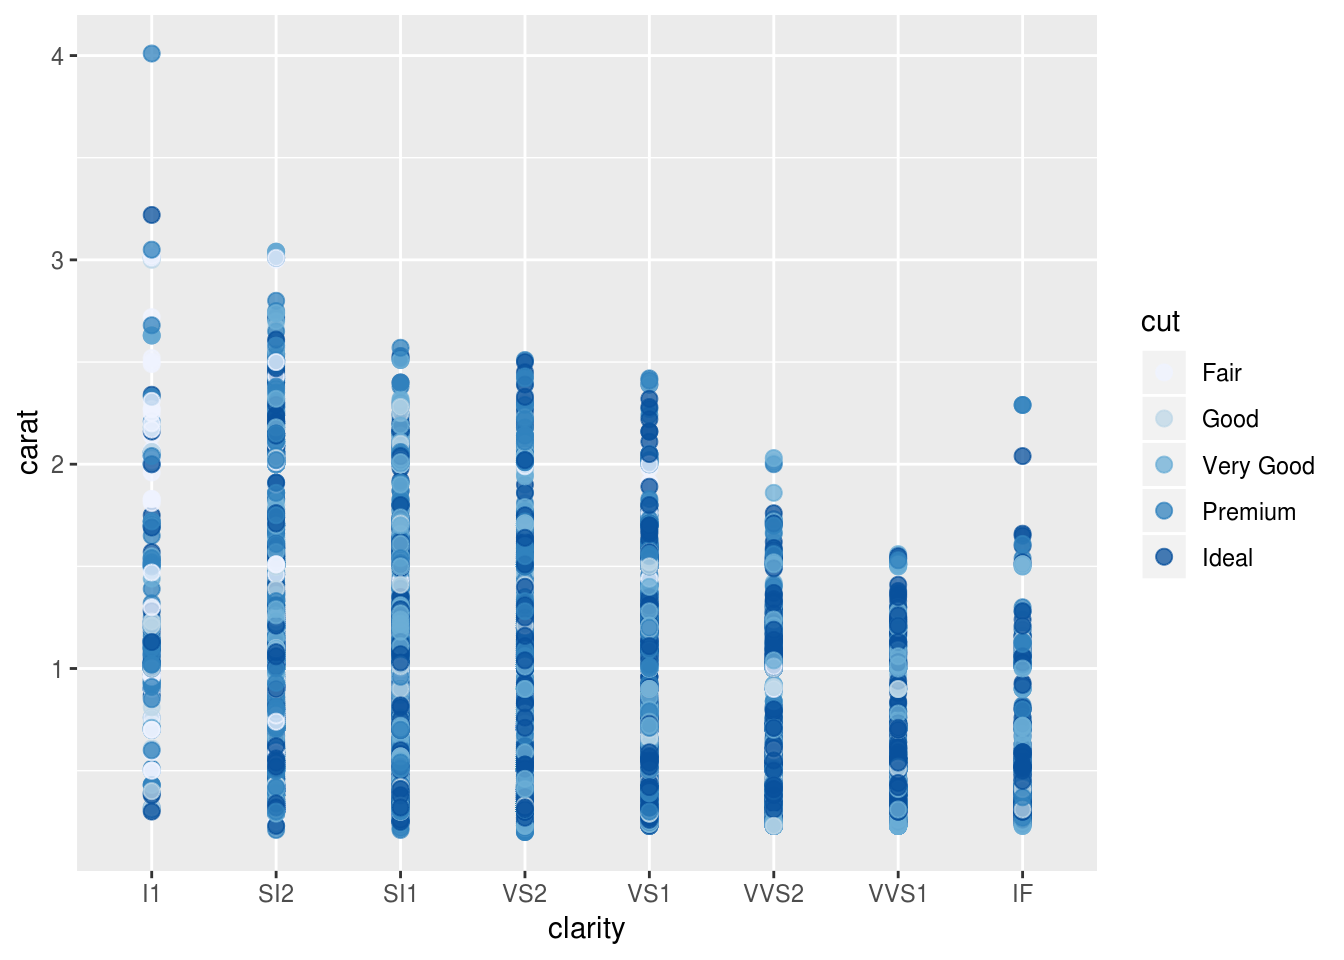 4
3
2
1
carat
I1 SI2 SI1 VS2 VS1 VVS2 VVS1 IF
clarity
cut
Fair
Good
Very Good
Premium
Ideal